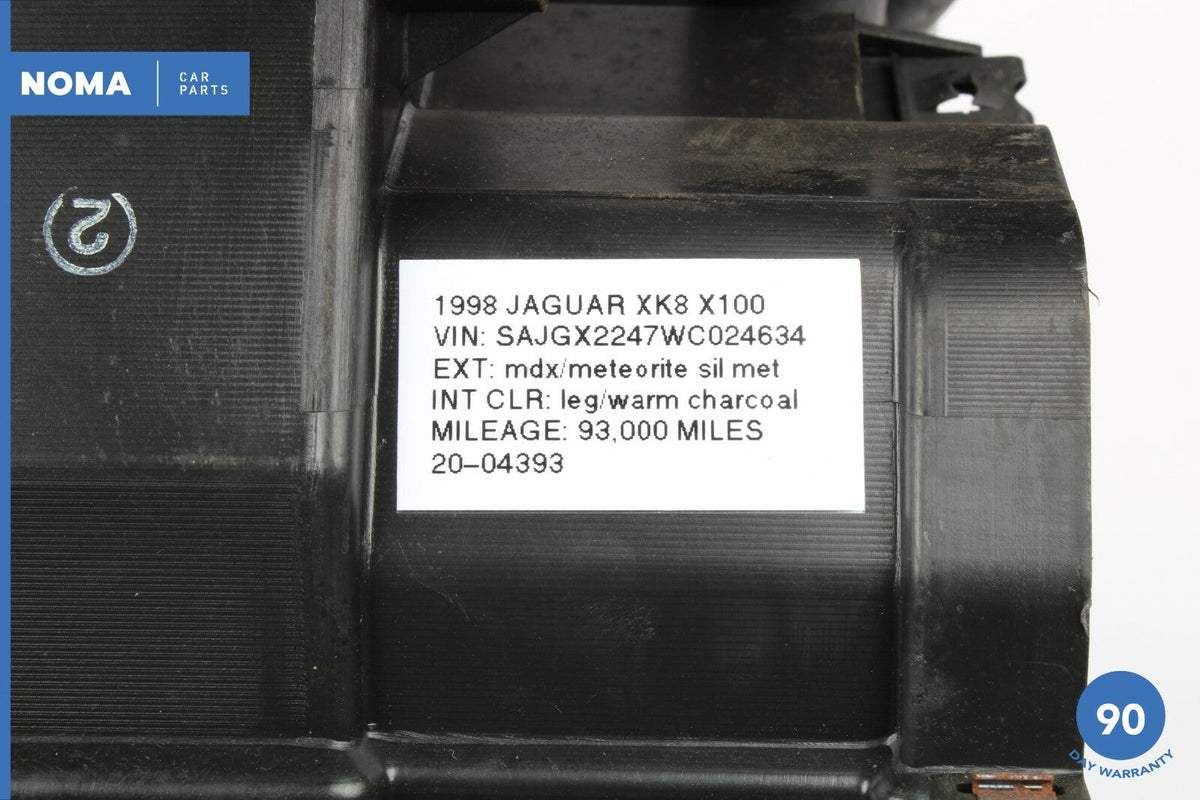 NOMA
CAR
PARTS
2
1998 JAGUAR XK8 X100
VIN: SAJGX2247WC024634
EXT: mdx/meteorite sil met
INT CLR: leg/warm charcoal
MILEAGE: 93,000 MILES
20-04393
90
DAY WARRANTY